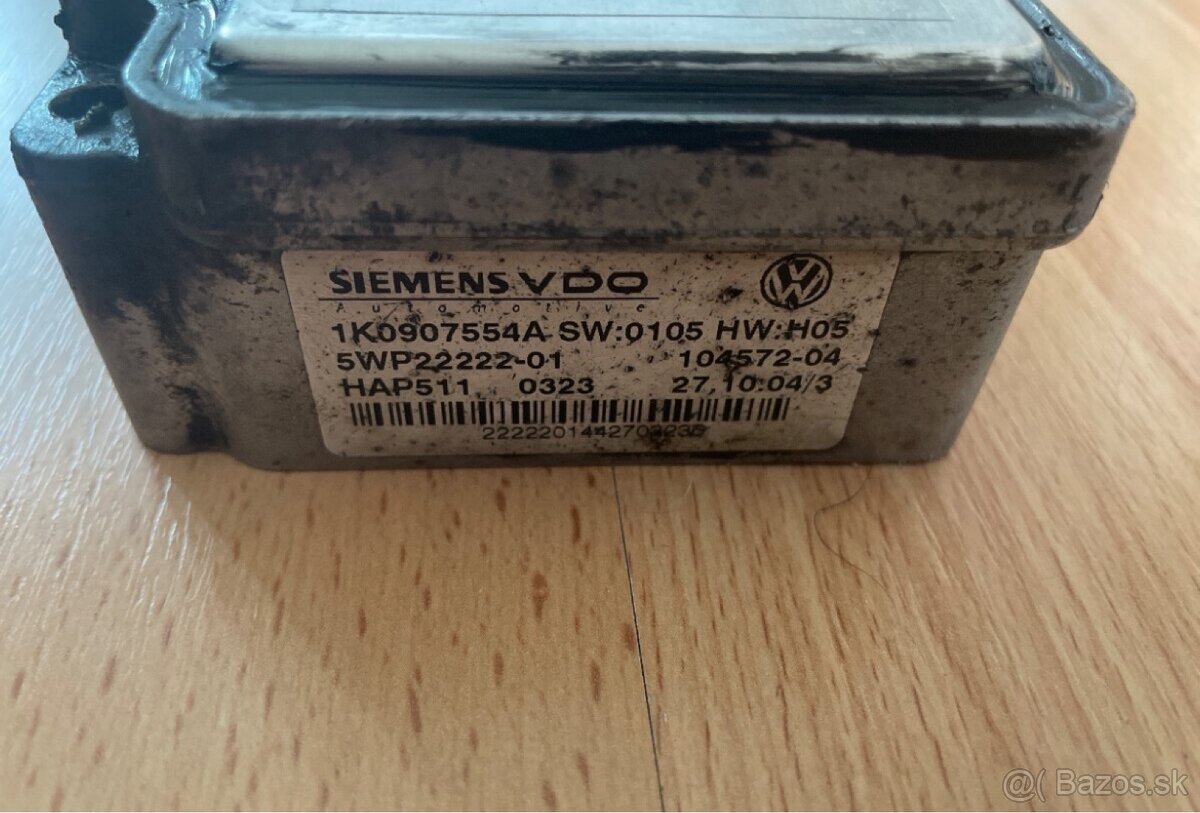 SIEMENS VDO
Automotive
1K0907554A SW:0105 HW:H05
5WP22222-01 104572-04
HAP511 0323 27.10.04/3
@( Bazos.sk